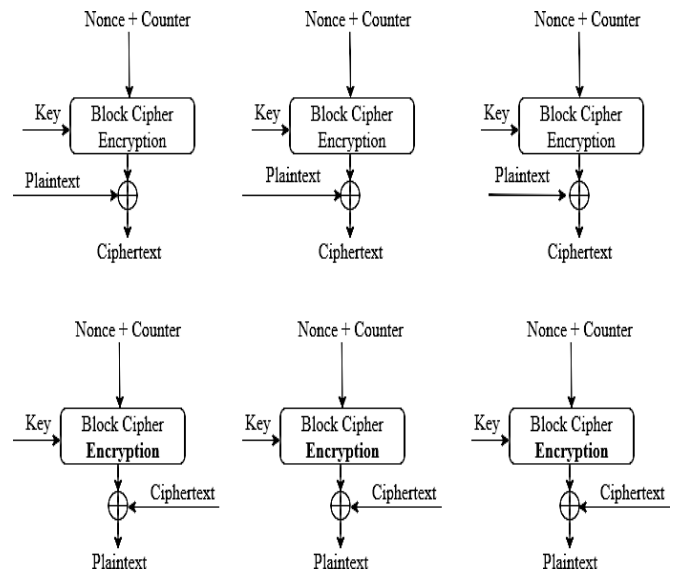 Nonce + Counter Nonce + Counter Nonce + Counter
Key Block Cipher Key Block Cipher Key Block Cipher
Encryption Encryption Encryption
Plaintext Plaintext Plaintext
Ciphertext Ciphertext Ciphertext
Nonce + Counter Nonce + Counter Nonce + Counter
Key Block Cipher Key Block Cipher Key Block Cipher
Encryption Encryption Encryption
Ciphertext Ciphertext Ciphertext
Plaintext Plaintext Plaintext